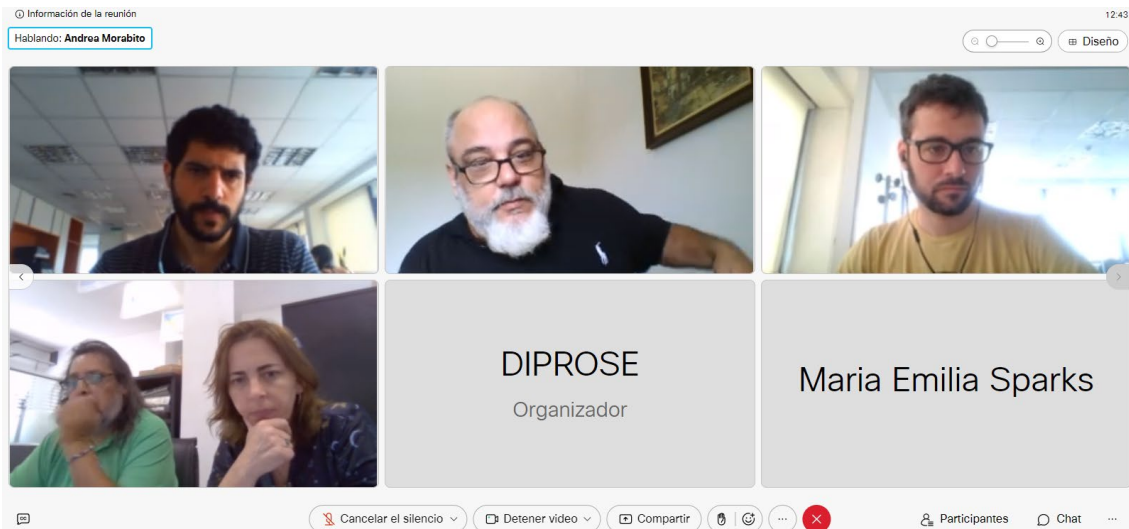 Información de la reunión
12:43
Hablando: Andrea Morabito
Diseño
DIPROSE
Organizador
Maria Emilia Sparks
Cancelar el silencio
Detener video
Compartir
Participantes
Chat